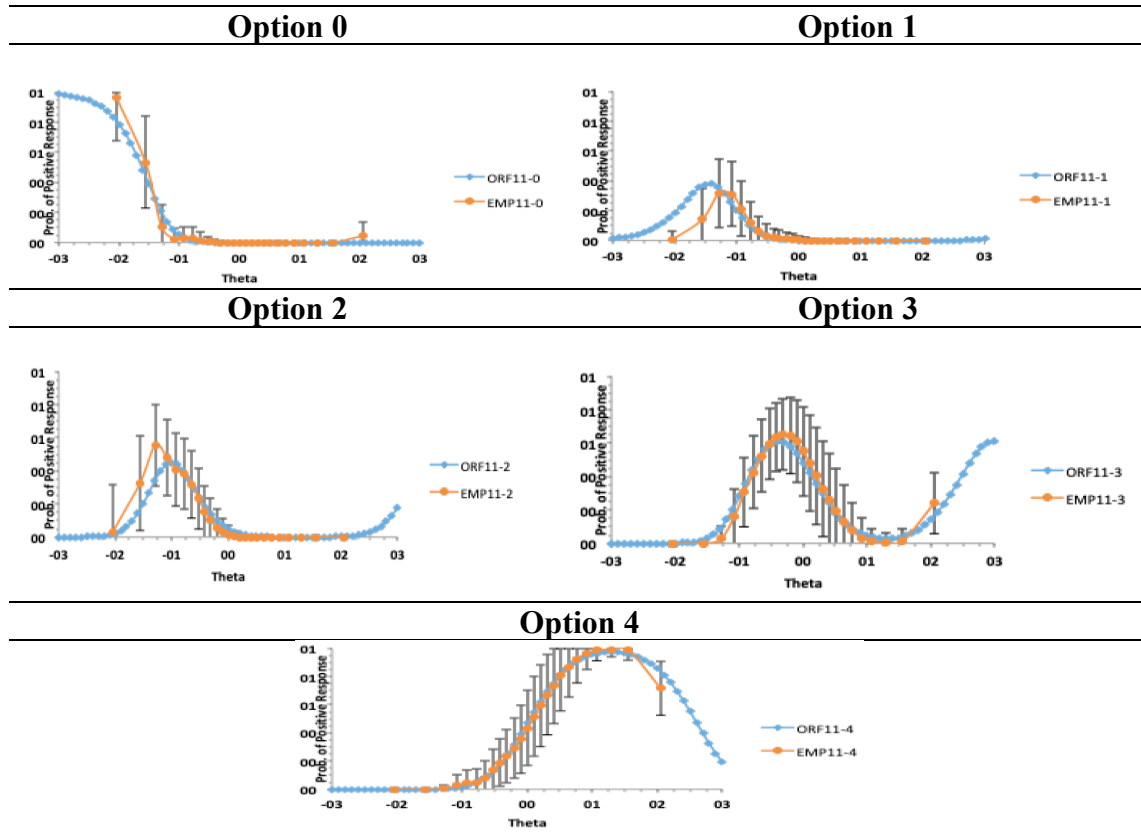 Option 0
Option 1
Prob. of Positive Response
01
01
01
00
00
00
-03
-02
-01
00
01
02
03
Theta
ORF11-0
EMP11-0
Prob. of Positive Response
01
01
01
00
00
00
-03
-02
-01
00
01
02
03
Theta
ORF11-1
EMP11-1
Option 2
Option 3
Prob. of Positive Response
01
01
01
00
00
00
-03
-02
-01
00
01
02
03
Theta
ORF11-2
EMP11-2
Prob. of Positive Response
01
01
01
00
00
00
-03
-02
-01
00
01
02
03
Theta
ORF11-3
EMP11-3
Option 4
Prob. of Positive Response
01
01
01
00
00
00
-03
-02
-01
00
01
02
03
Theta
ORF11-4
EMP11-4